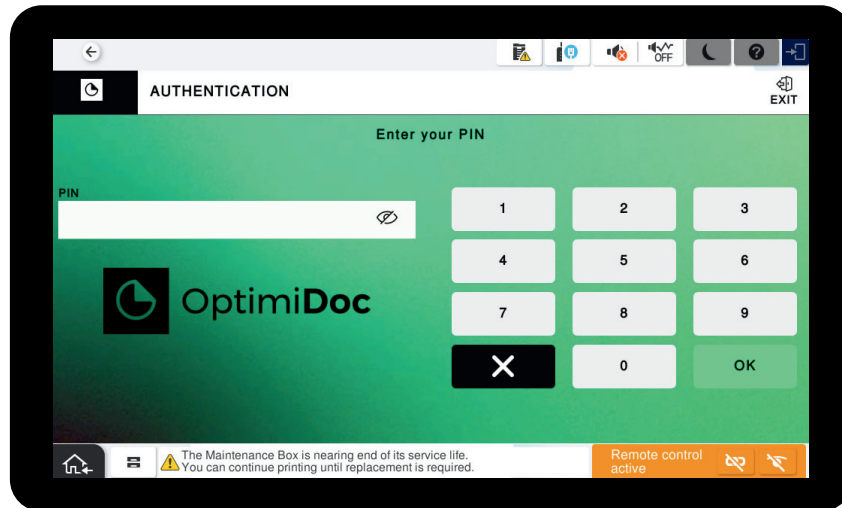 OFF
AUTHENTICATION
EXIT
Enter your PIN
PIN
1 2 3
4 5 6
OptimiDoc
7 8 9
0 OK
The Maintenance Box is nearing end of its service life.
You can continue printing until replacement is required.
Remote control
active